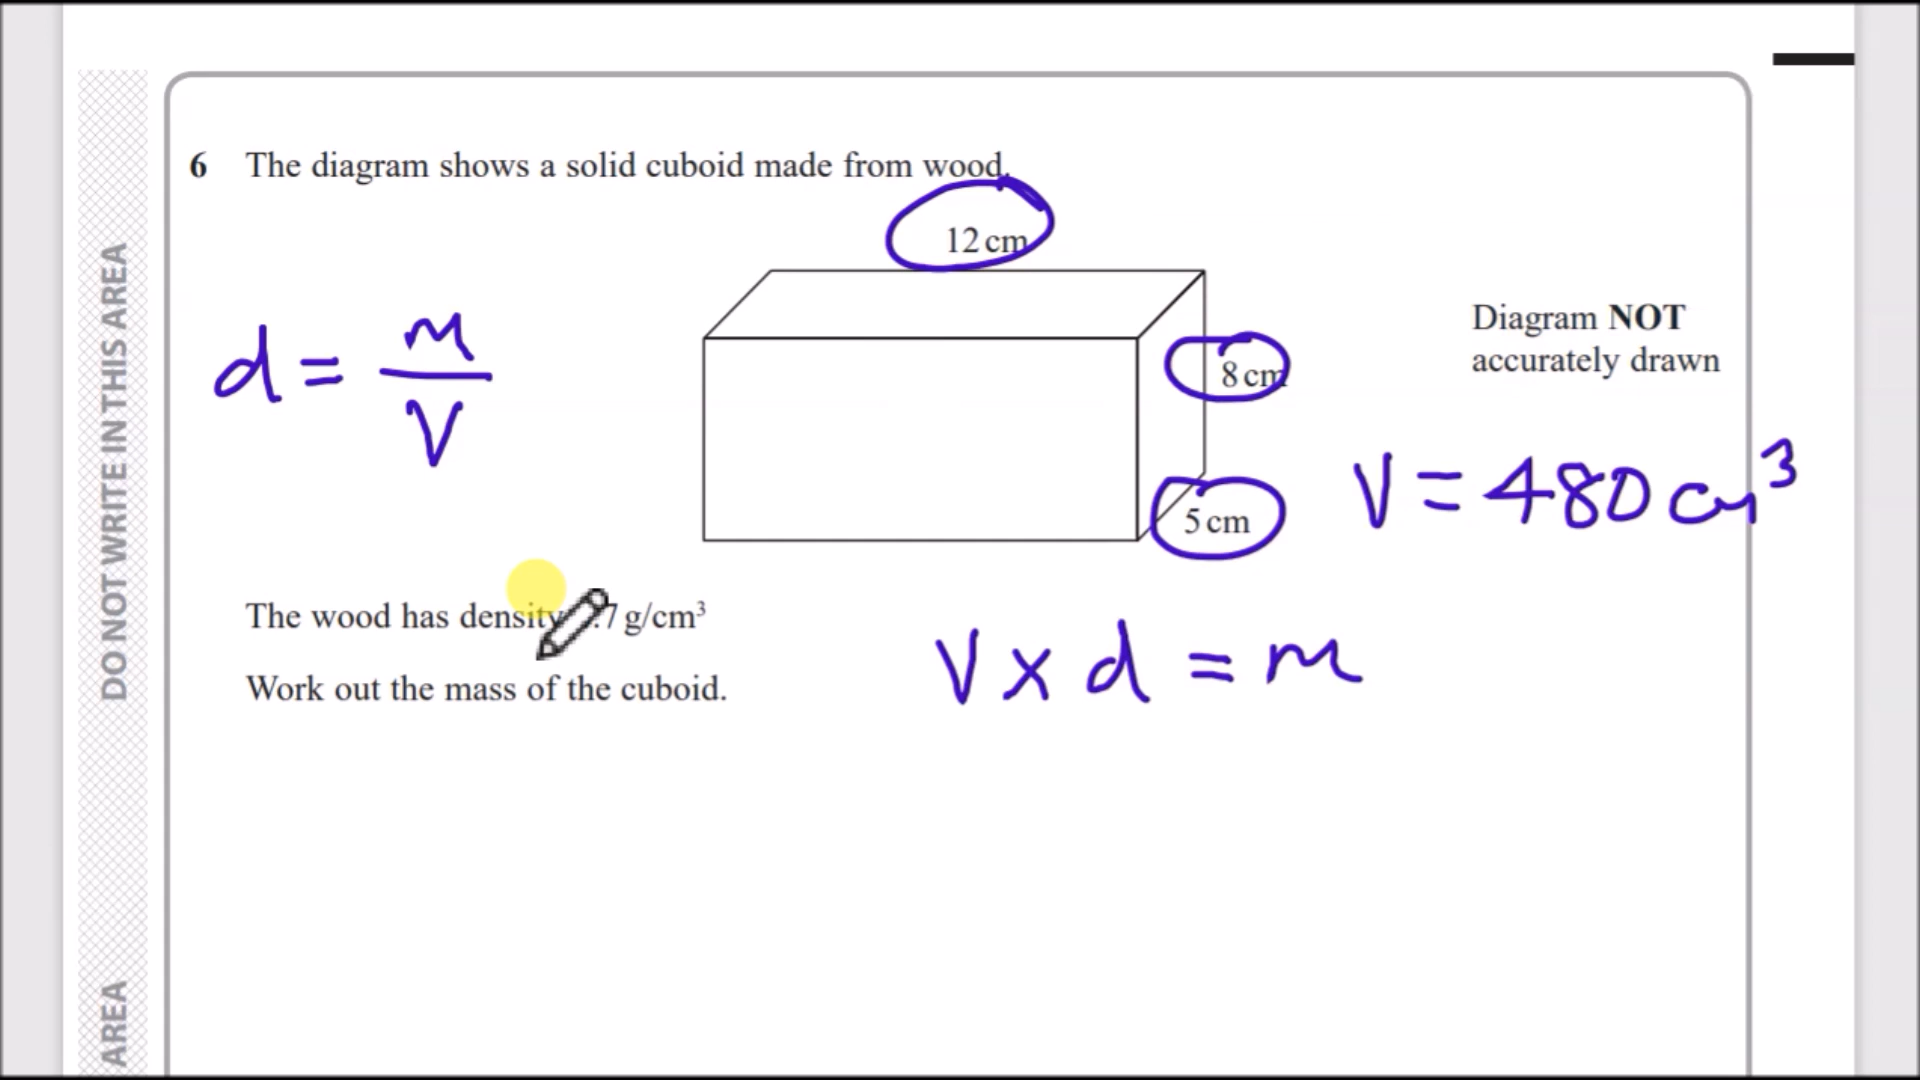 6 The diagram shows a solid cuboid made from wood.
12 cm
8 cm
5 cm
Diagram NOT
accurately drawn
d = m
V
V = 480 cm³
The wood has density .7 g/cm³
Work out the mass of the cuboid.
V × d = m
DO NOT WRITE IN THIS AREA
AREA